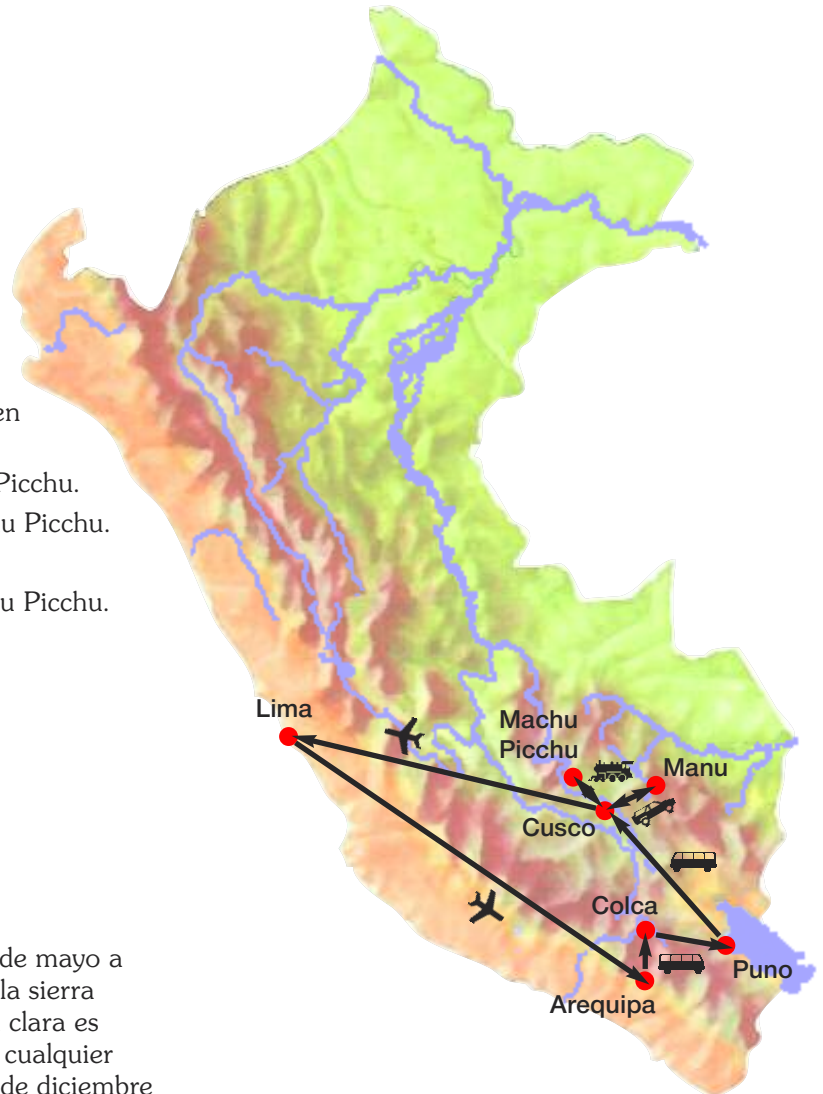 en
Picchu.
u Picchu.
u Picchu.
Lima
Machu
Picchu
Manu
Cusco
Colca
Puno
Arequipa
de mayo a
la sierra
clara es
cualquier
de diciembre